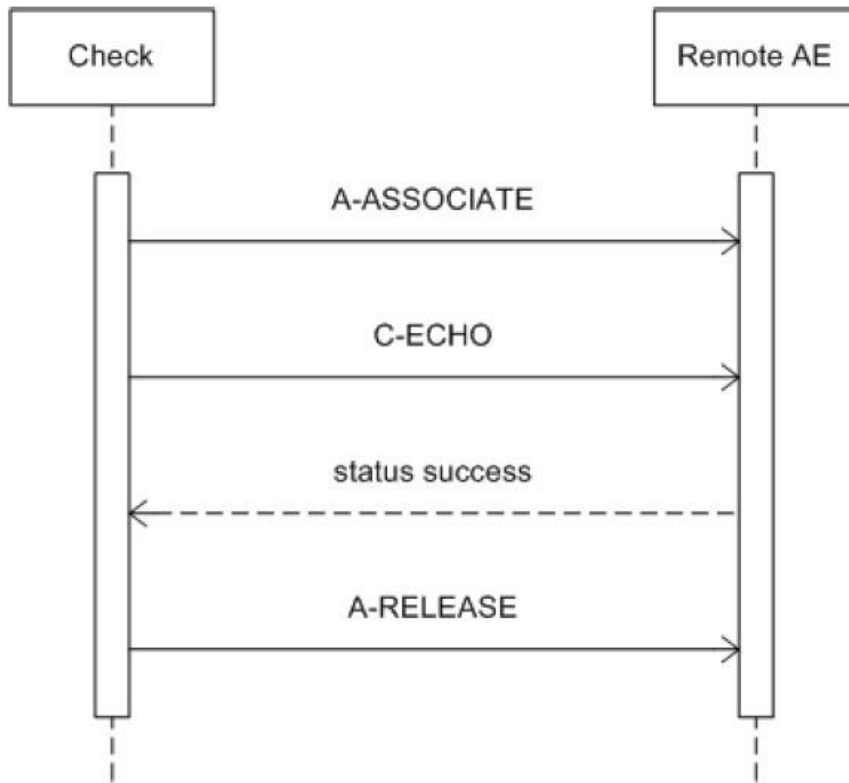 Check
Remote AE
A-ASSOCIATE
C-ECHO
status success
A-RELEASE